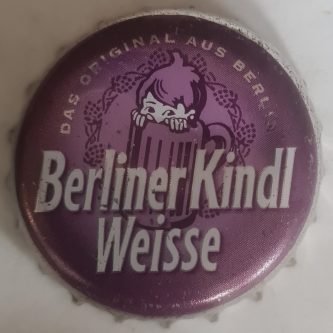 DAS ORIGINAL AUS BERLIN
Berliner Kindl
Weisse